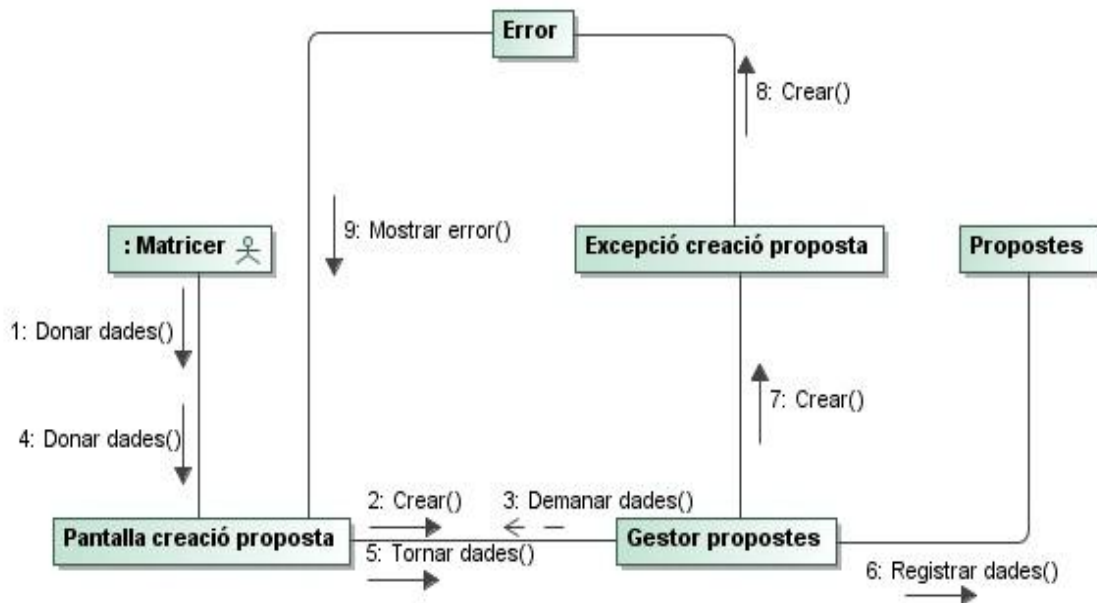 Error
8: Crear()
: Matricer
9: Mostrar error()
Excepció creació proposta
Propostes
1: Donar dades()
7: Crear()
4: Donar dades()
2: Crear()
3: Demanar dades()
Pantalla creació proposta
Gestor propostes
5: Tornar dades()
6: Registrar dades()